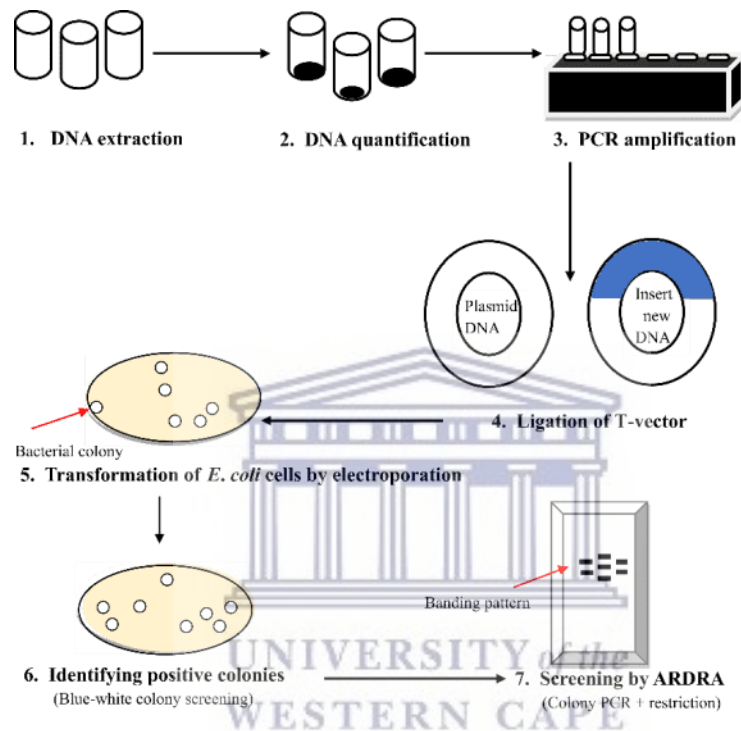 1. DNA extraction
2. DNA quantification
3. PCR amplification
Plasmid
DNA
Insert
new
DNA
4. Ligation of T-vector
Bacterial colony
5. Transformation of E. coli cells by electroporation
Banding pattern
6. Identifying positive colonies
(Blue-white colony screening)
7. Screening by ARDRA
(Colony PCR + restriction)
UNIVERSITY of the
WESTERN CAPE